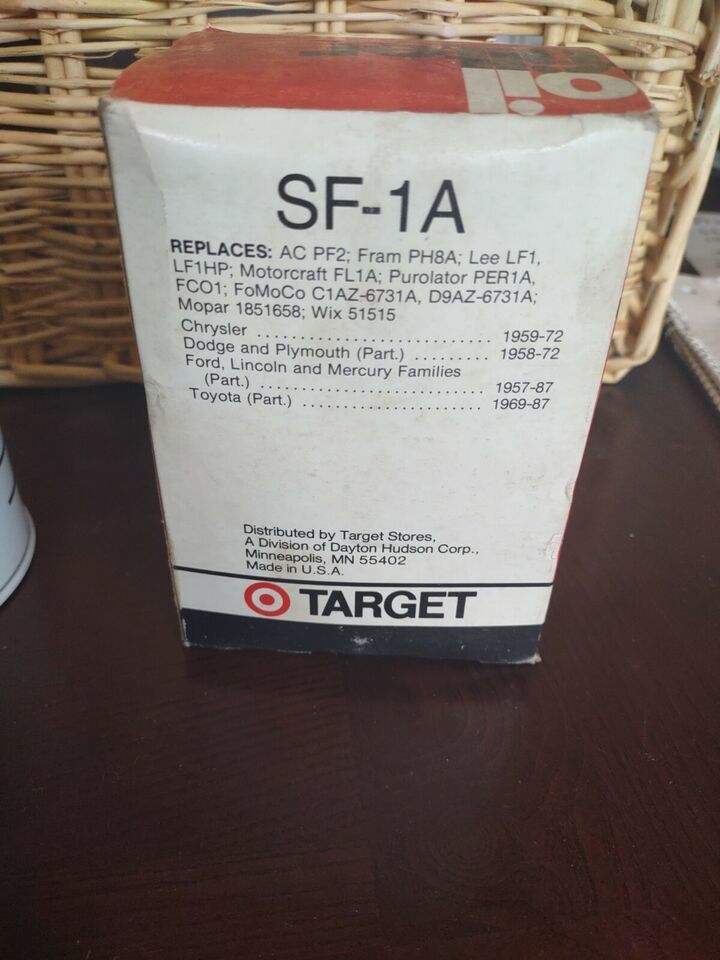 oil
SF-1A
REPLACES: AC PF2; Fram PH8A; Lee LF1,
LF1HP; Motorcraft FL1A; Purolator PER1A,
FCO1; FoMoCo C1AZ-6731A, D9AZ-6731A;
Mopar 1851658; Wix 51515
Chrysler ........................... 1959-72
Dodge and Plymouth (Part.) ......... 1958-72
Ford, Lincoln and Mercury Families
(Part.) .......................... 1957-87
Toyota (Part.) ..................... 1969-87
Distributed by Target Stores,
A Division of Dayton Hudson Corp.,
Minneapolis, MN 55402
Made in U.S.A.
TARGET